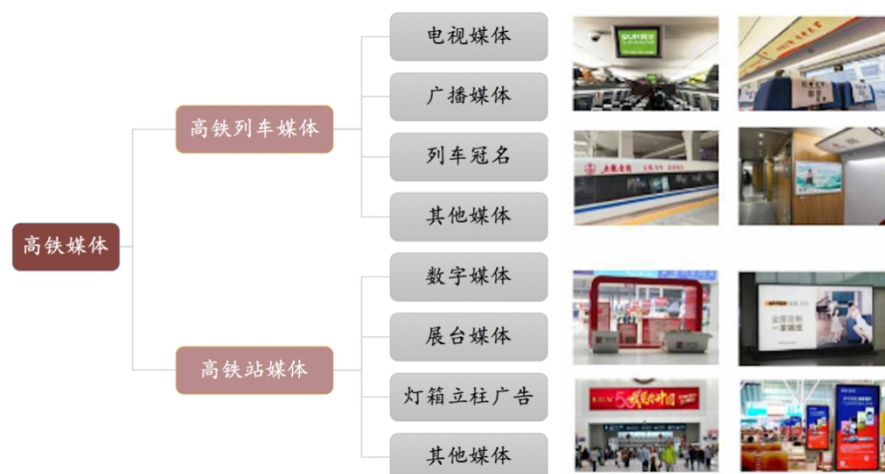 高铁媒体
高铁列车媒体
电视媒体
广播媒体
列车冠名
其他媒体
高铁站媒体
数字媒体
展台媒体
灯箱立柱广告
其他媒体